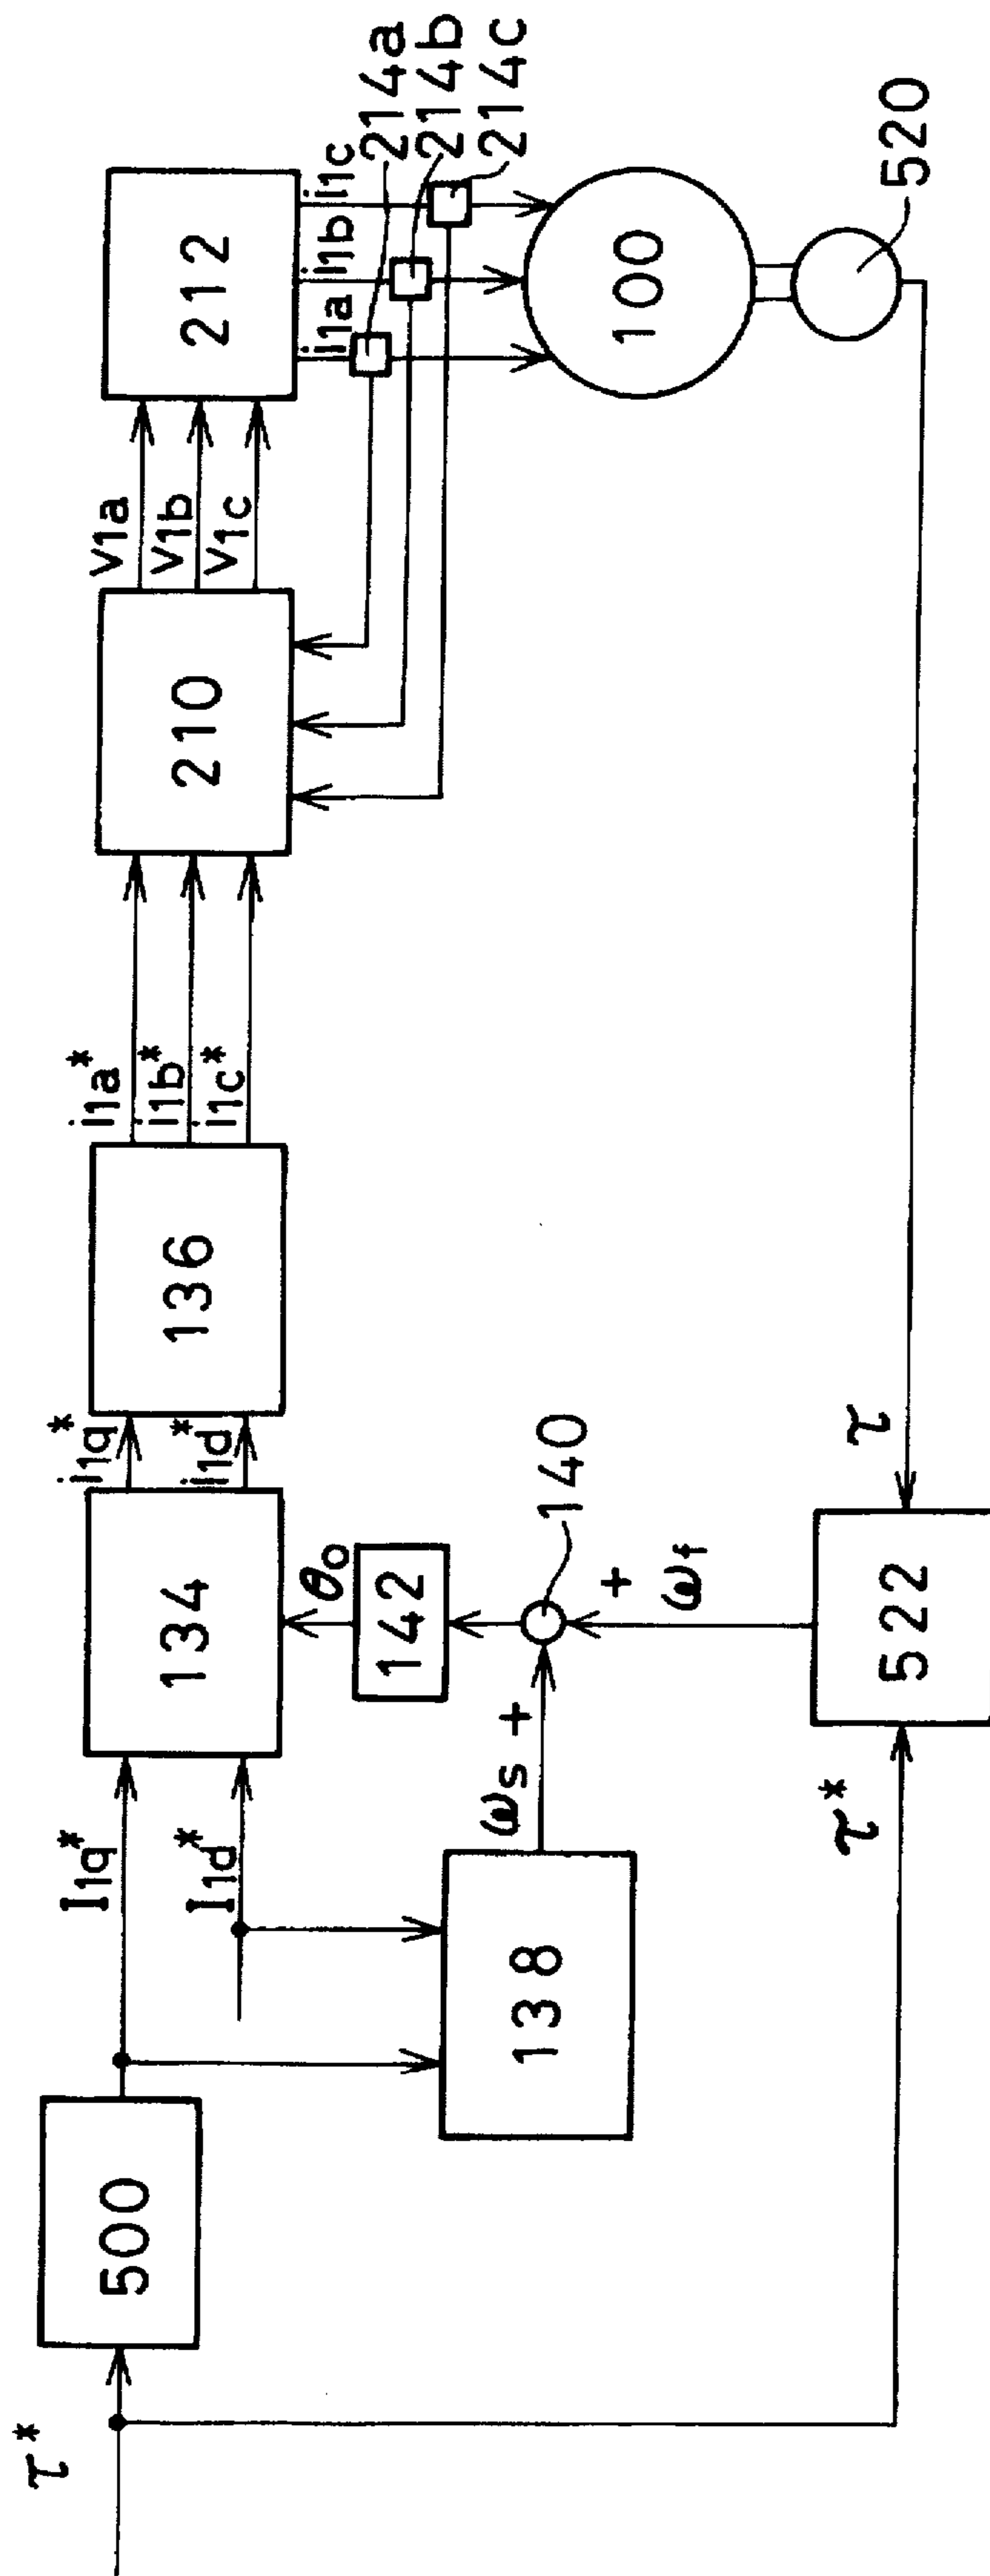 τ*
500
I1q*
I1d*
138
ωs +
134
θo
142
140
+
ωr
i1q*
i1d*
136
i1a*
i1b*
i1c*
210
V1a
V1b
V1c
212
i1a
i1b
i1c
214a
214b
214c
100
520
τ
522
τ*